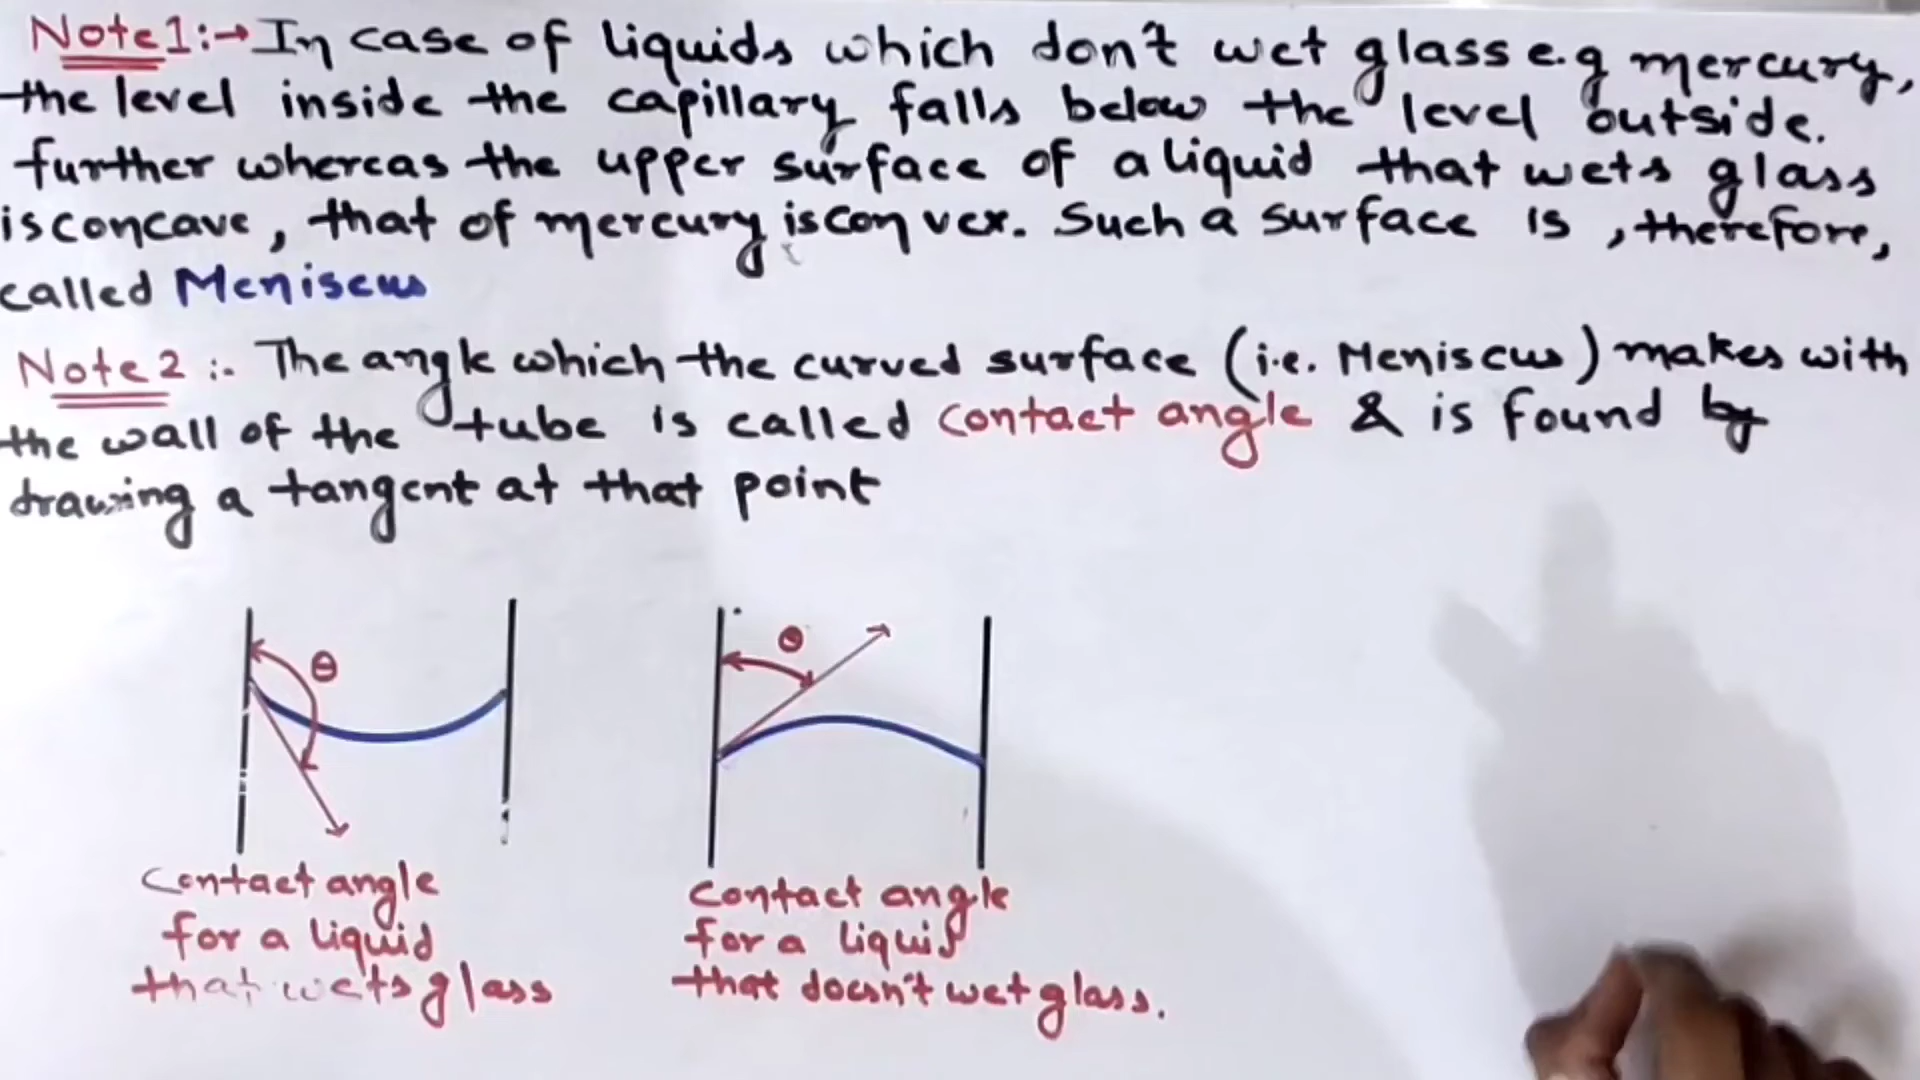 Note1:→ In case of liquids which don't wet glass e.g mercury,
the level inside the capillary falls below the level outside.
further whereas the upper surface of a liquid that wets glass
is concave, that of mercury is convex. Such a surface is, therefore,
called Meniscus
Note 2 :- The angle which the curved surface (i.e. Meniscus) makes with
the wall of the tube is called contact angle & is found by
drawing a tangent at that point
θ
θ
contact angle
for a liquid
that wets glass
contact angle
for a liquid
that doesn't wet glass.